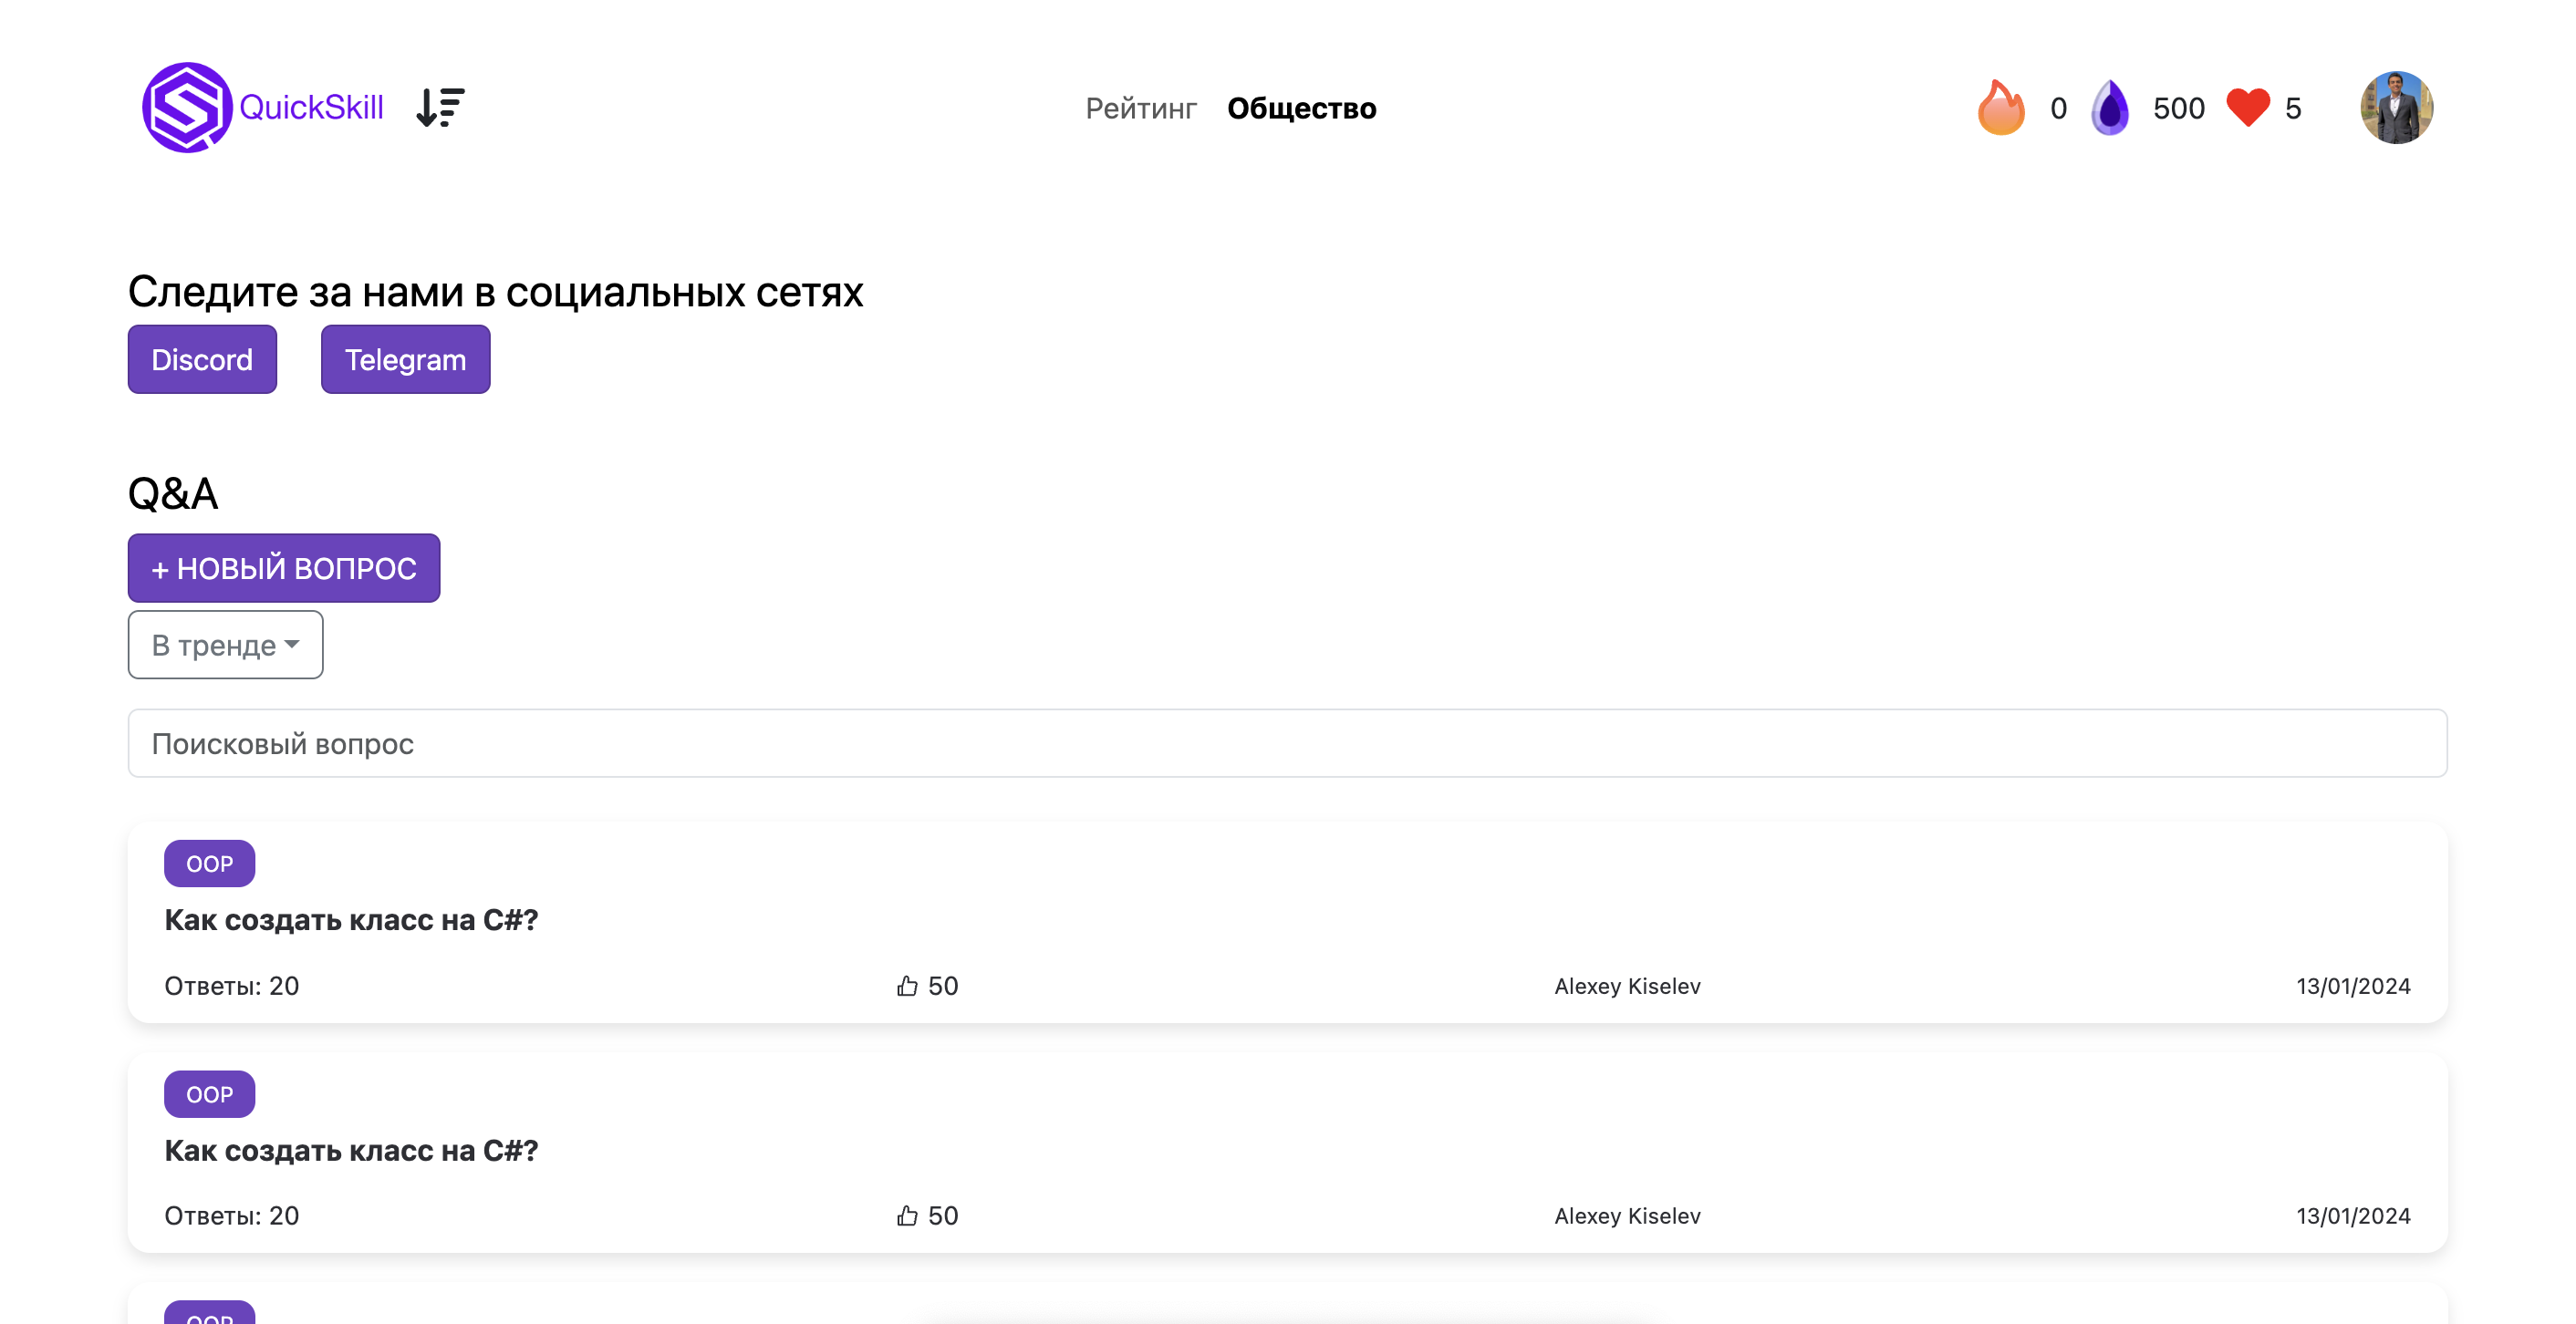 QuickSkill
Рейтинг Общество
0 500 5
Следите за нами в социальных сетях
Discord Telegram
Q&A
+ НОВЫЙ ВОПРОС
В тренде
Поисковый вопрос
OOP
Как создать класс на C#?
Ответы: 20 50 Alexey Kiselev 13/01/2024
OOP
Как создать класс на C#?
Ответы: 20 50 Alexey Kiselev 13/01/2024
OOP